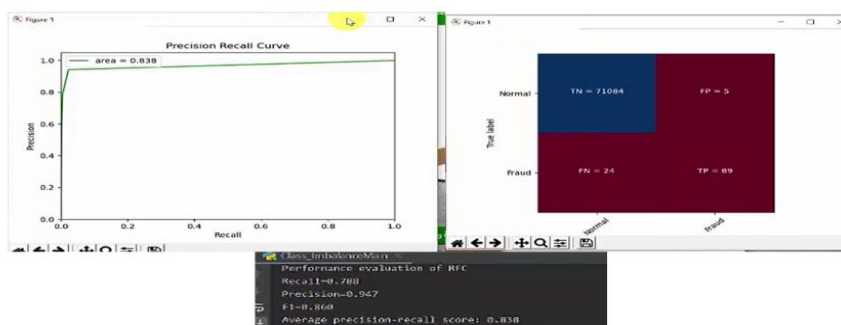 Figure 1
Precision Recall Curve
area = 0.838
1.0
0.8
0.6
0.4
0.2
0.0
Precision
0.0 0.2 0.4 0.6 0.8 1.0
Recall
Figure 1
Normal
Fraud
True label
TN = 71084
FP = 5
FN = 24
TP = 89
Normal
Fraud
Class_ImbalanceMain
Performance evaluation of RFC
Recall=0.788
Precision=0.947
F1=0.860
Average precision-recall score: 0.838